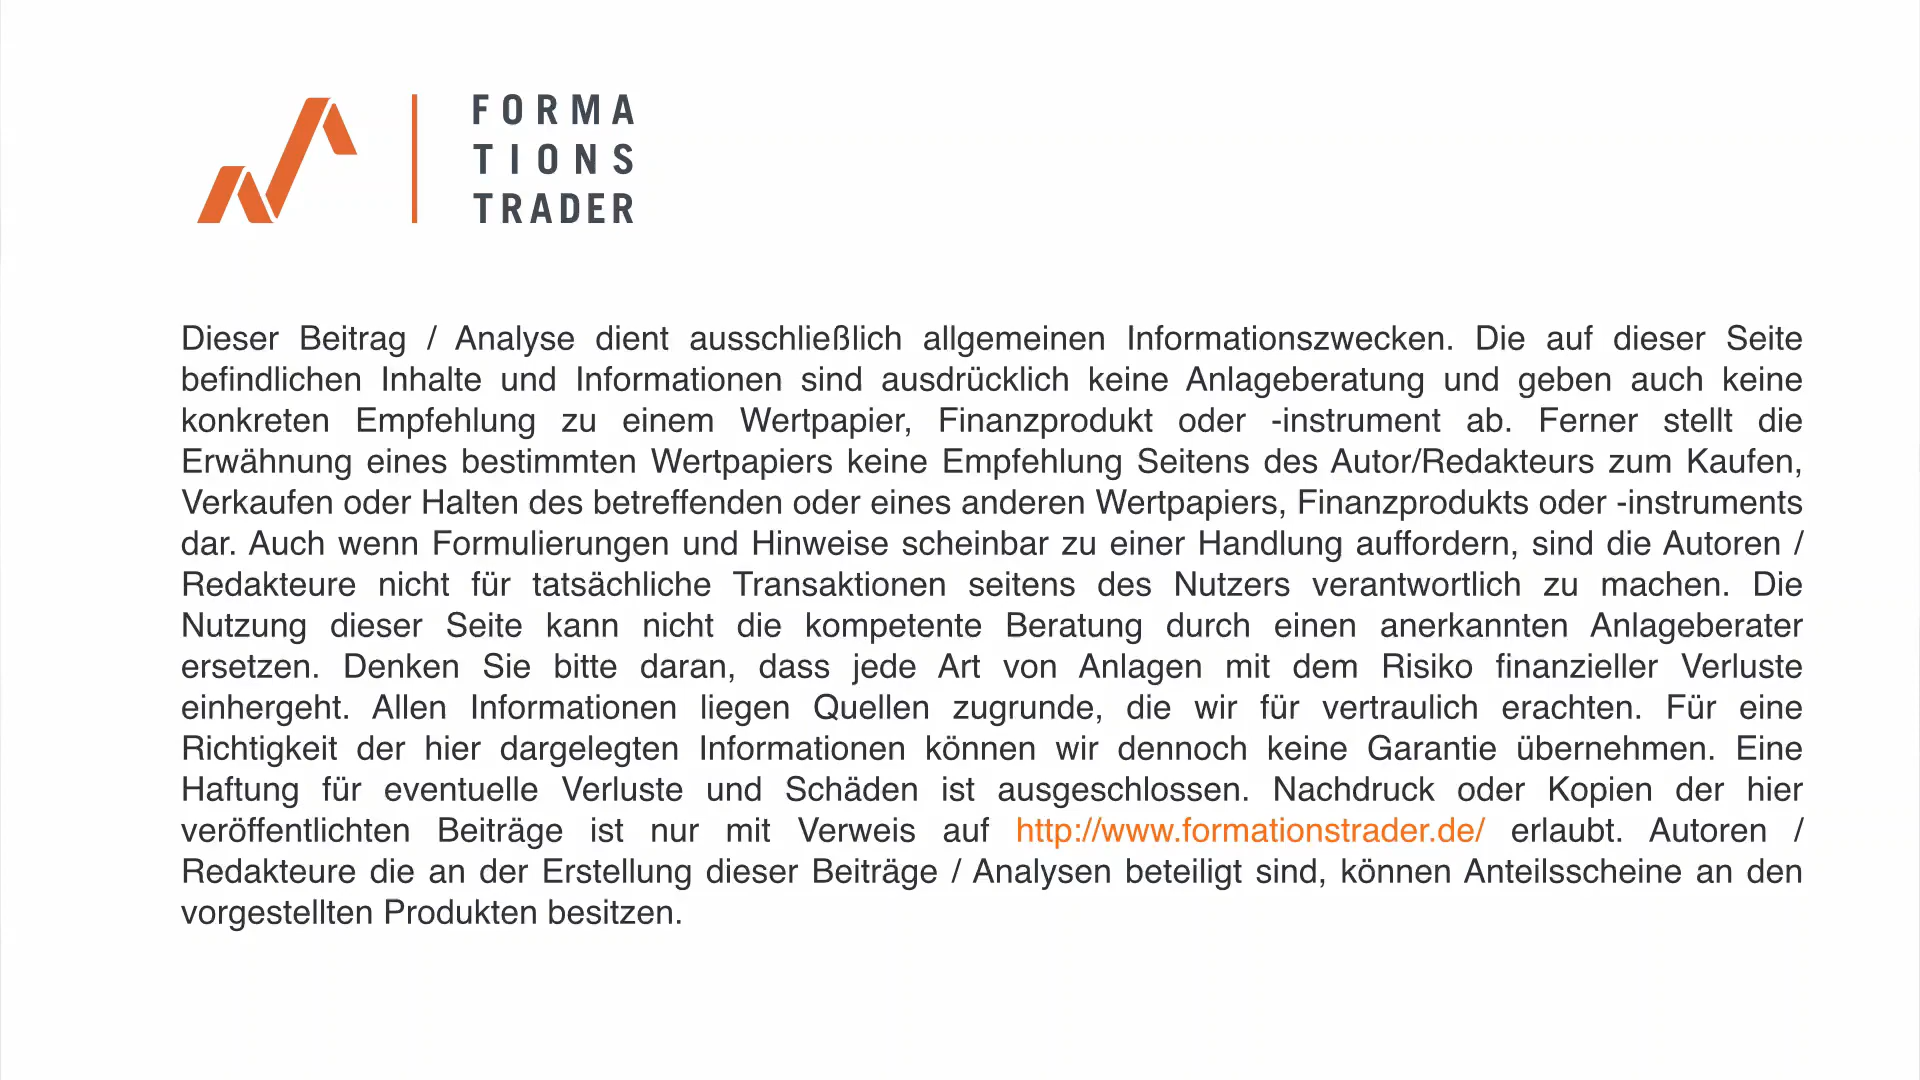 FORMA
TIONS
TRADER
Dieser Beitrag / Analyse dient ausschließlich allgemeinen Informationszwecken. Die auf dieser Seite
befindlichen Inhalte und Informationen sind ausdrücklich keine Anlageberatung und geben auch keine
konkreten Empfehlung zu einem Wertpapier, Finanzprodukt oder -instrument ab. Ferner stellt die
Erwähnung eines bestimmten Wertpapiers keine Empfehlung Seitens des Autor/Redakteurs zum Kaufen,
Verkaufen oder Halten des betreffenden oder eines anderen Wertpapiers, Finanzprodukts oder -instruments
dar. Auch wenn Formulierungen und Hinweise scheinbar zu einer Handlung auffordern, sind die Autoren /
Redakteure nicht für tatsächliche Transaktionen seitens des Nutzers verantwortlich zu machen. Die
Nutzung dieser Seite kann nicht die kompetente Beratung durch einen anerkannten Anlageberater
ersetzen. Denken Sie bitte daran, dass jede Art von Anlagen mit dem Risiko finanzieller Verluste
einhergeht. Allen Informationen liegen Quellen zugrunde, die wir für vertraulich erachten. Für eine
Richtigkeit der hier dargelegten Informationen können wir dennoch keine Garantie übernehmen. Eine
Haftung für eventuelle Verluste und Schäden ist ausgeschlossen. Nachdruck oder Kopien der hier
veröffentlichten Beiträge ist nur mit Verweis auf http://www.formationstrader.de/ erlaubt. Autoren /
Redakteure die an der Erstellung dieser Beiträge / Analysen beteiligt sind, können Anteilsscheine an den
vorgestellten Produkten besitzen.